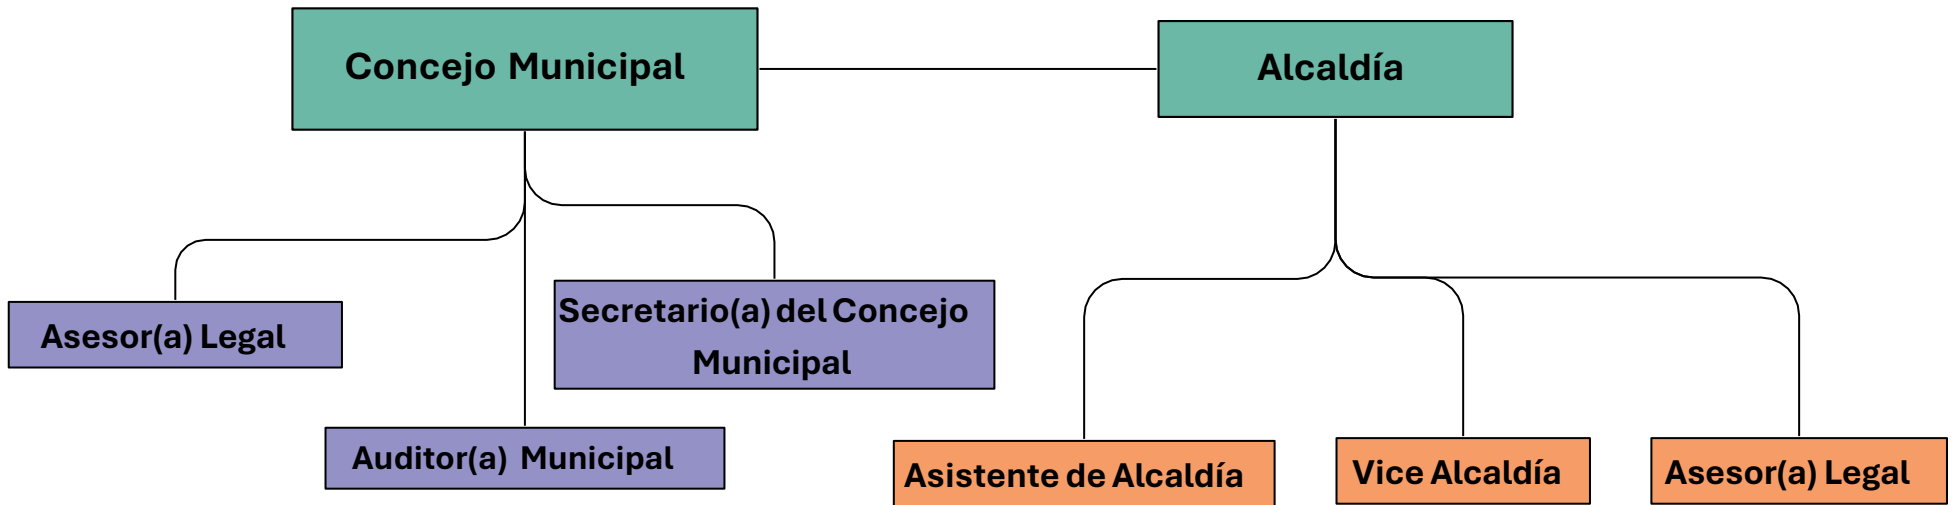 Concejo Municipal
Alcaldía
Asesor(a) Legal
Secretario(a) del Concejo
Municipal
Auditor(a) Municipal
Asistente de Alcaldía
Vice Alcaldía
Asesor(a) Legal